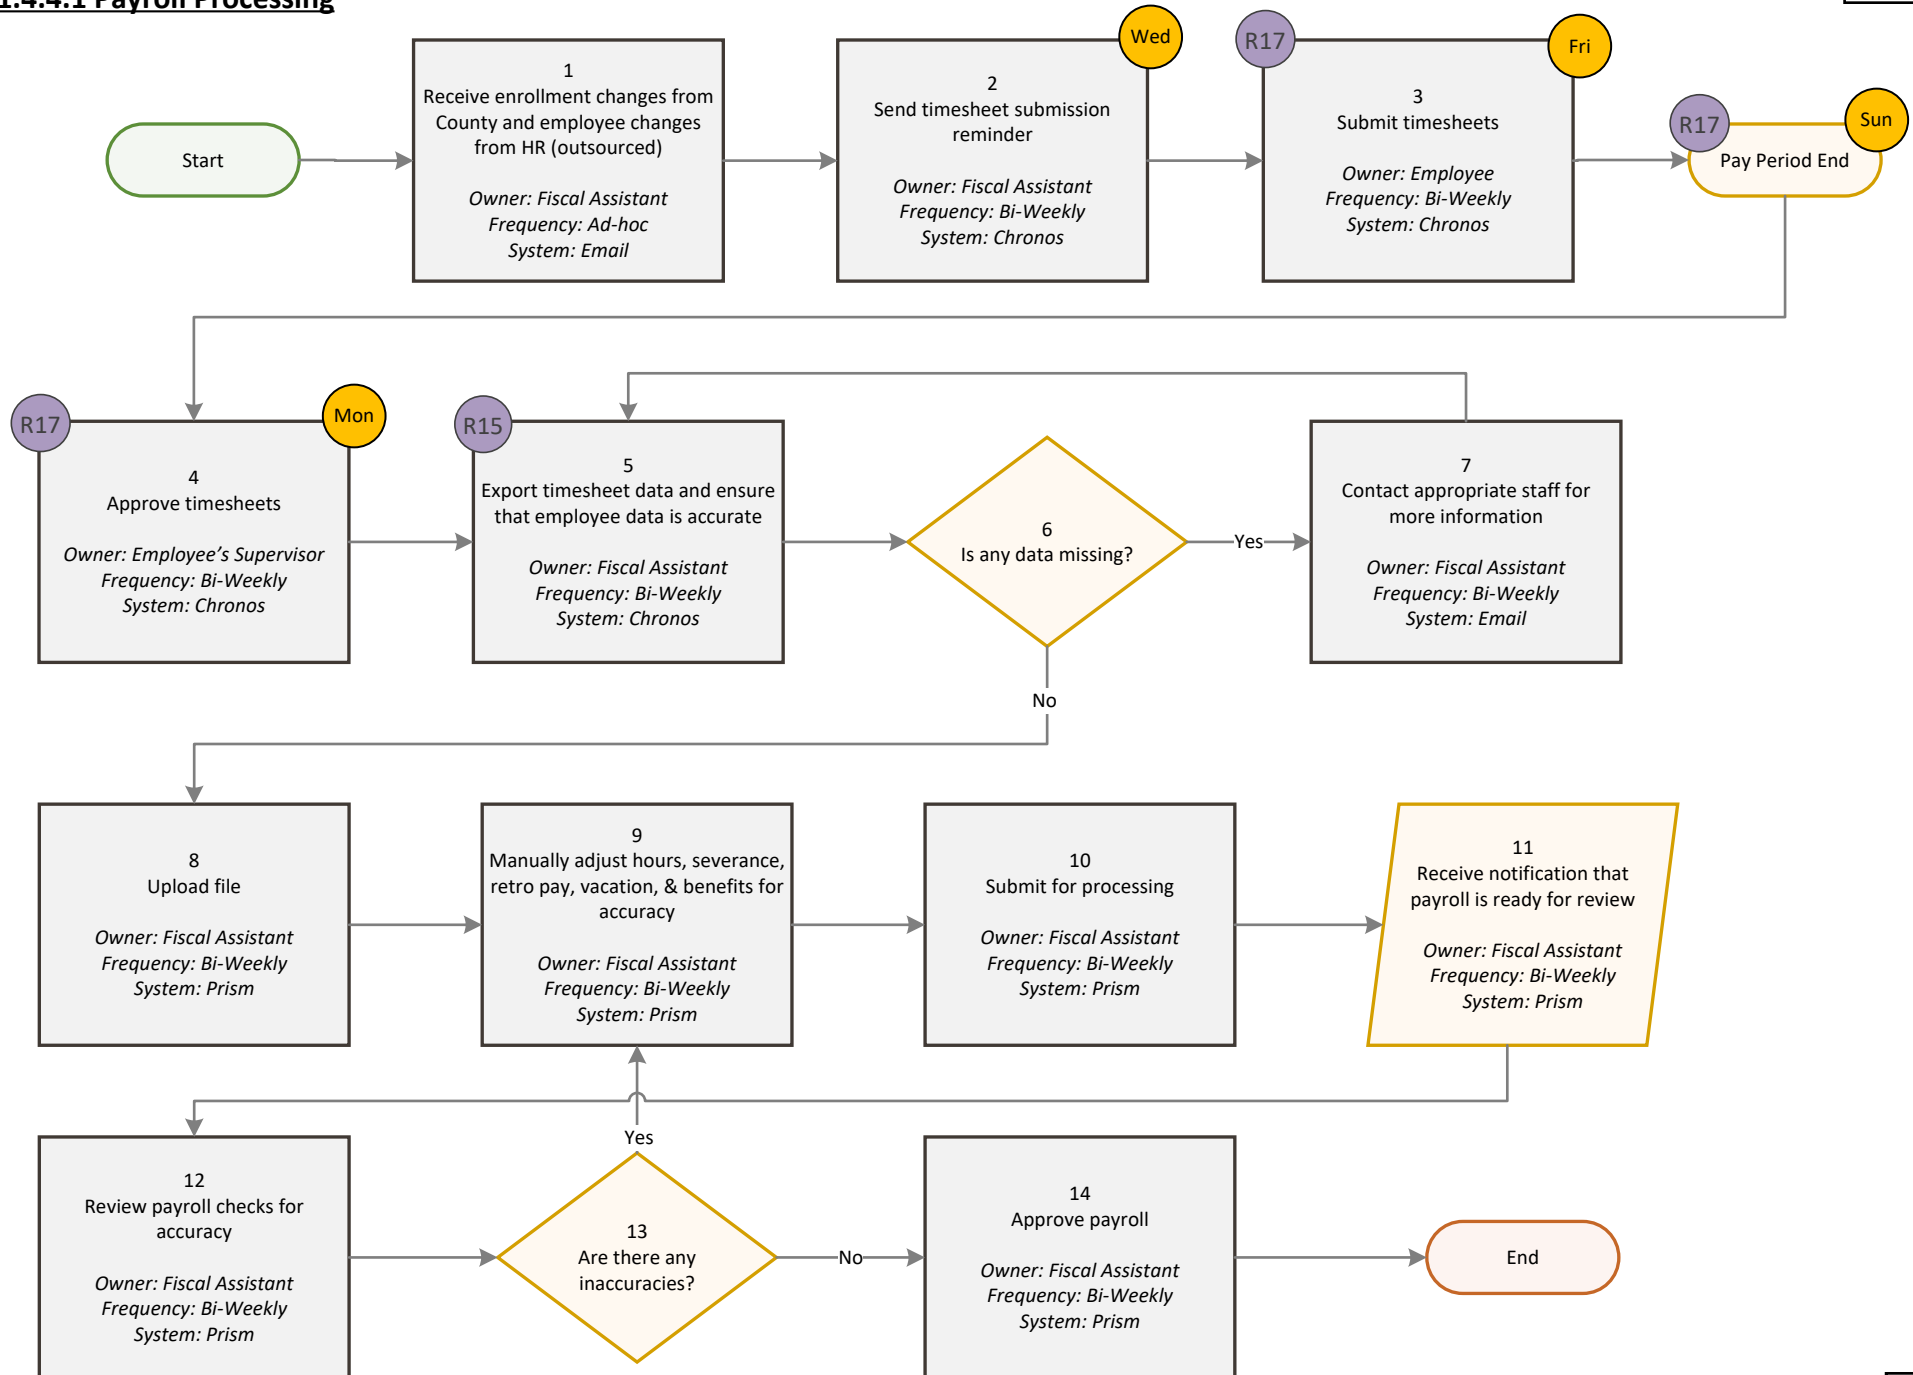 1.4.4.1 Payroll Processing
Start
1
Receive enrollment changes from
County and employee changes
from HR (outsourced)
Owner: Fiscal Assistant
Frequency: Ad-hoc
System: Email
Wed
2
Send timesheet submission
reminder
Owner: Fiscal Assistant
Frequency: Bi-Weekly
System: Chronos
R17
Fri
3
Submit timesheets
Owner: Employee
Frequency: Bi-Weekly
System: Chronos
R17
Sun
Pay Period End
R17
Mon
4
Approve timesheets
Owner: Employee’s Supervisor
Frequency: Bi-Weekly
System: Chronos
R15
5
Export timesheet data and ensure
that employee data is accurate
Owner: Fiscal Assistant
Frequency: Bi-Weekly
System: Chronos
6
Is any data missing?
Yes
No
7
Contact appropriate staff for
more information
Owner: Fiscal Assistant
Frequency: Bi-Weekly
System: Email
8
Upload file
Owner: Fiscal Assistant
Frequency: Bi-Weekly
System: Prism
9
Manually adjust hours, severance,
retro pay, vacation, & benefits for
accuracy
Owner: Fiscal Assistant
Frequency: Bi-Weekly
System: Prism
10
Submit for processing
Owner: Fiscal Assistant
Frequency: Bi-Weekly
System: Prism
11
Receive notification that
payroll is ready for review
Owner: Fiscal Assistant
Frequency: Bi-Weekly
System: Prism
12
Review payroll checks for
accuracy
Owner: Fiscal Assistant
Frequency: Bi-Weekly
System: Prism
Yes
13
Are there any
inaccuracies?
No
14
Approve payroll
Owner: Fiscal Assistant
Frequency: Bi-Weekly
System: Prism
End